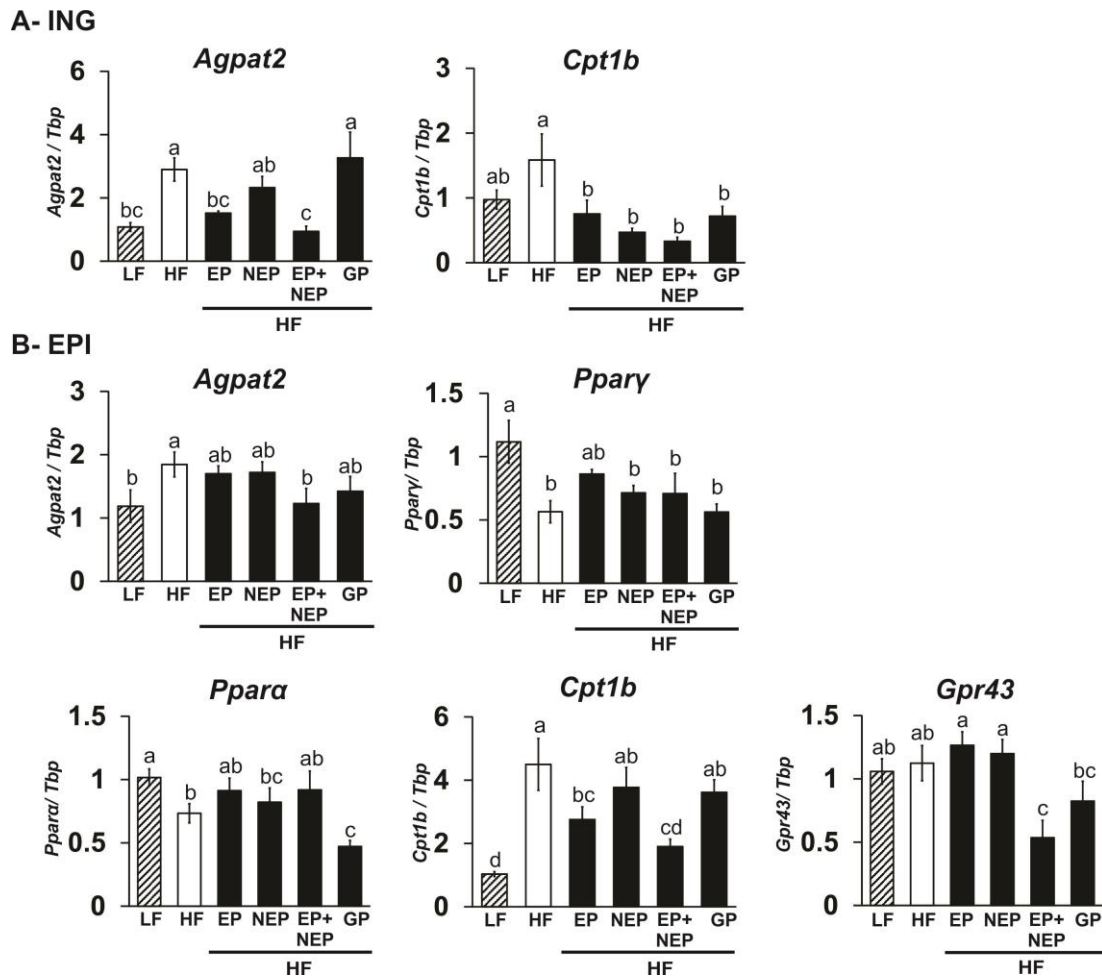 A- ING
Agpat2
Agpat2 / Tbp
6
4
2
0
bc
a
bc
ab
c
a
LF HF EP NEP EP+ NEP GP
HF
Cpt1b
Cpt1b / Tbp
3
2
1
0
ab
a
b
b
b
b
LF HF EP NEP EP+ NEP GP
HF
B- EPI
Agpat2
Agpat2 / Tbp
3
2
1
0
b
a
ab
ab
b
ab
LF HF EP NEP EP+ NEP GP
HF
Pparγ
Pparγ/ Tbp
1.5
1
0.5
0
a
b
ab
b
b
b
LF HF EP NEP EP+ NEP GP
HF
Pparα
Pparα/ Tbp
1.5
1
0.5
0
a
b
ab
bc
ab
c
LF HF EP NEP EP+ NEP GP
HF
Cpt1b
Cpt1b / Tbp
6
4
2
0
d
a
bc
ab
cd
ab
LF HF EP NEP EP+ NEP GP
HF
Gpr43
Gpr43/ Tbp
1.5
1
0.5
0
ab
ab
a
a
c
bc
LF HF EP NEP EP+ NEP GP
HF